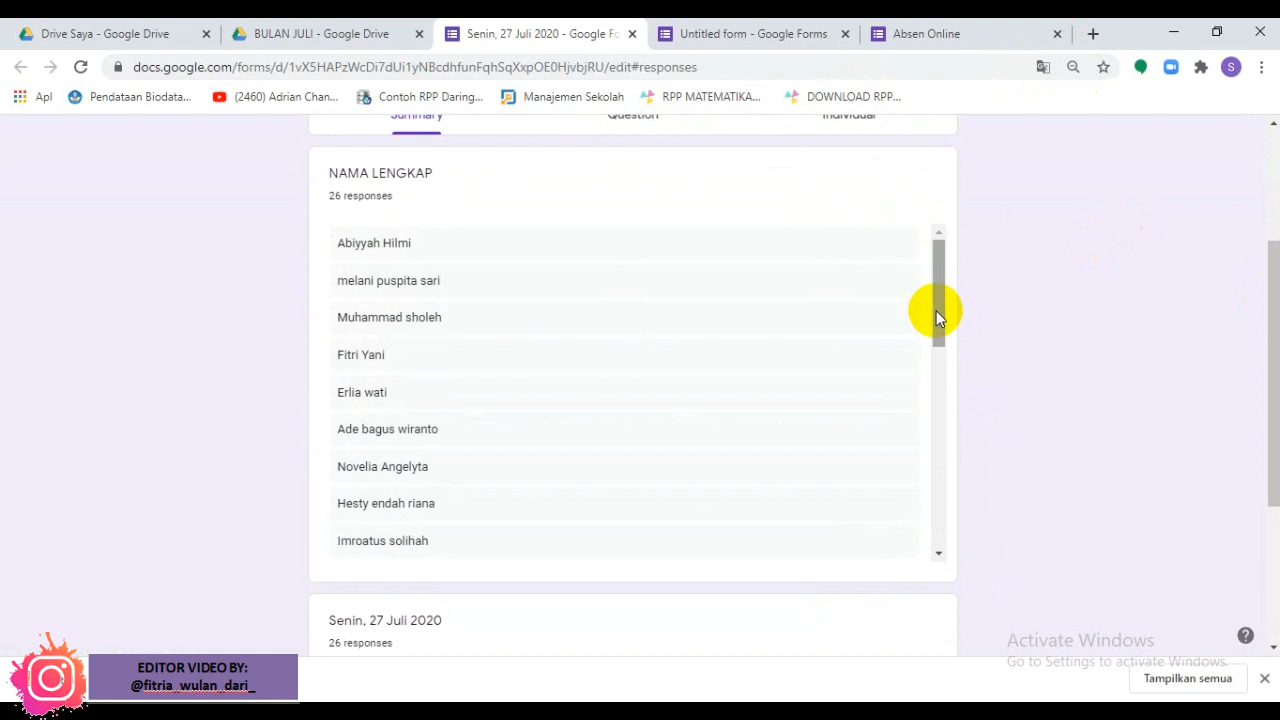 Drive Saya - Google Drive
BULAN JULI - Google Drive
Senin, 27 Juli 2020 - Google Fo
Untitled form - Google Forms
Absen Online
docs.google.com/forms/d/1vX5HAPzWcDi7dUi1yNBcdhfunFqhSqXxpOE0HjvbjRU/edit#responses
S
Apl
Pendataan Biodata...
(2460) Adrian Chan...
Contoh RPP Daring...
Manajemen Sekolah
RPP MATEMATIKA...
DOWNLOAD RPP...
Summary
Question
Individual
NAMA LENGKAP
26 responses
Abiyyah Hilmi
melani puspita sari
Muhammad sholeh
Fitri Yani
Erlia wati
Ade bagus wiranto
Novelia Angelyta
Hesty endah riana
Imroatus solihah
Senin, 27 Juli 2020
26 responses
Activate Windows
Go to Settings to activate Windows.
Tampilkan semua
EDITOR VIDEO BY:
@fitria_wulan_dari_